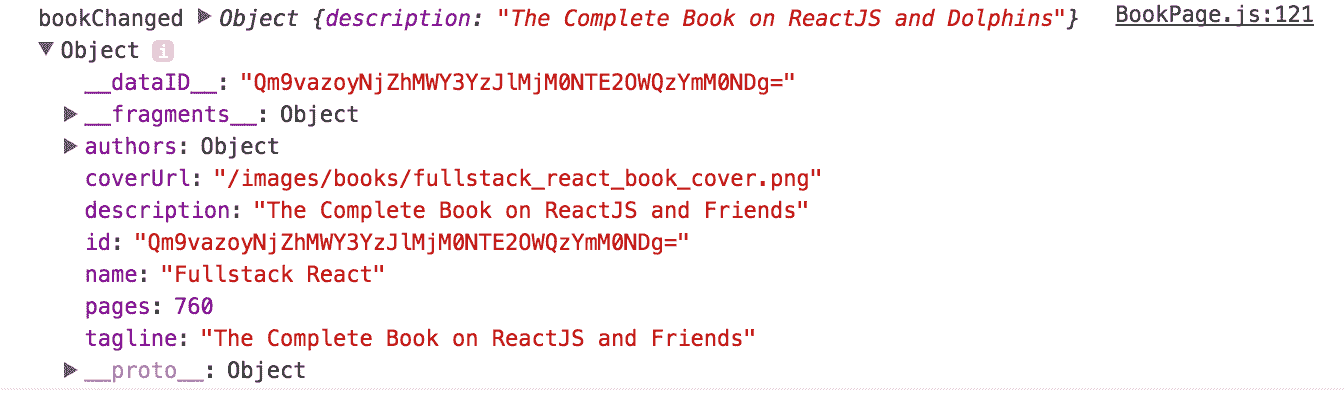 bookChanged ▶ Object {description: "The Complete Book on ReactJS and Dolphins"} BookPage.js:121
▼ Object i
__dataID__: "Qm9vazoyNjZhMWY3YzJlMjM0NTE2OWQzYmM0NDg="
▶ __fragments__: Object
▶ authors: Object
coverUrl: "/images/books/fullstack_react_book_cover.png"
description: "The Complete Book on ReactJS and Friends"
id: "Qm9vazoyNjZhMWY3YzJlMjM0NTE2OWQzYmM0NDg="
name: "Fullstack React"
pages: 760
tagline: "The Complete Book on ReactJS and Friends"
▶ __proto__: Object